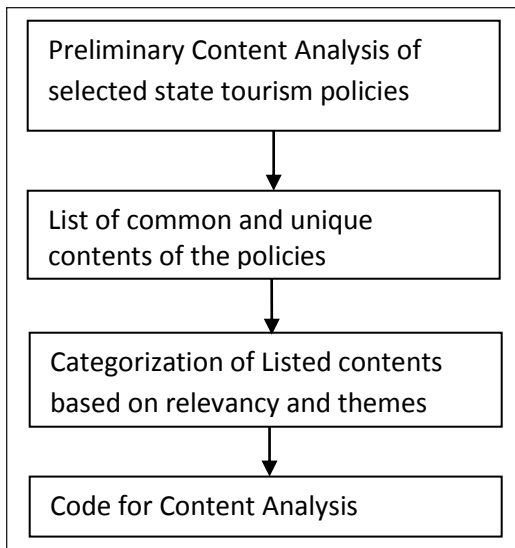 Preliminary Content Analysis of
selected state tourism policies
List of common and unique
contents of the policies
Categorization of Listed contents
based on relevancy and themes
Code for Content Analysis